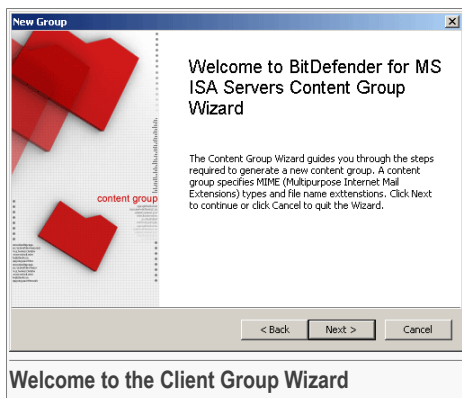 New Group
Welcome to BitDefender for MS
ISA Servers Content Group
Wizard
The Content Group Wizard guides you through the steps
required to generate a new content group. A content
group specifies MIME (Multipurpose Internet Mail
Extensions) types and file name exttenstions. Click Next
to continue or click Cancel to quit the Wizard.
content group
< Back
Next >
Cancel
Welcome to the Client Group Wizard